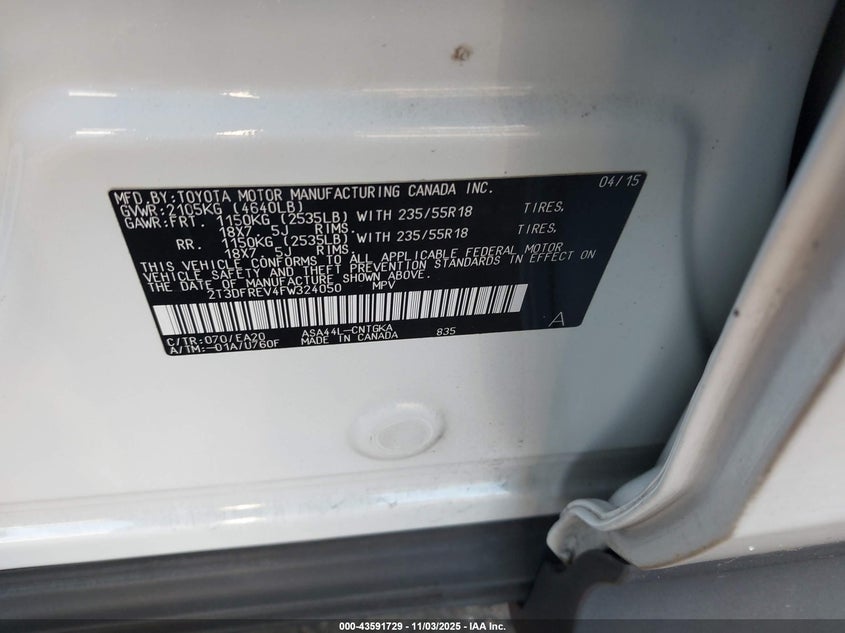 MFD.BY:TOYOTA MOTOR MANUFACTURING CANADA INC. 04/15
GVWR:2105KG (4640LB)
GAWR:FRT. 1150KG (2535LB) WITH 235/55R18 TIRES,
18X7. 5J RIMS.
RR. 1150KG (2535LB) WITH 235/55R18 TIRES,
18X7. 5J RIMS.
THIS VEHICLE CONFORMS TO ALL APPLICABLE FEDERAL MOTOR
VEHICLE SAFETY AND THEFT PREVENTION STANDARDS IN EFFECT ON
THE DATE OF MANUFACTURE SHOWN ABOVE.
2T3DFREV4FW324050 MPV
C/TR:070/EA20 ASA44L-CNTGKA 835 A
A/TM:-01A/U760F MADE IN CANADA
000-43591729 - 11/03/2025 - IAA Inc.